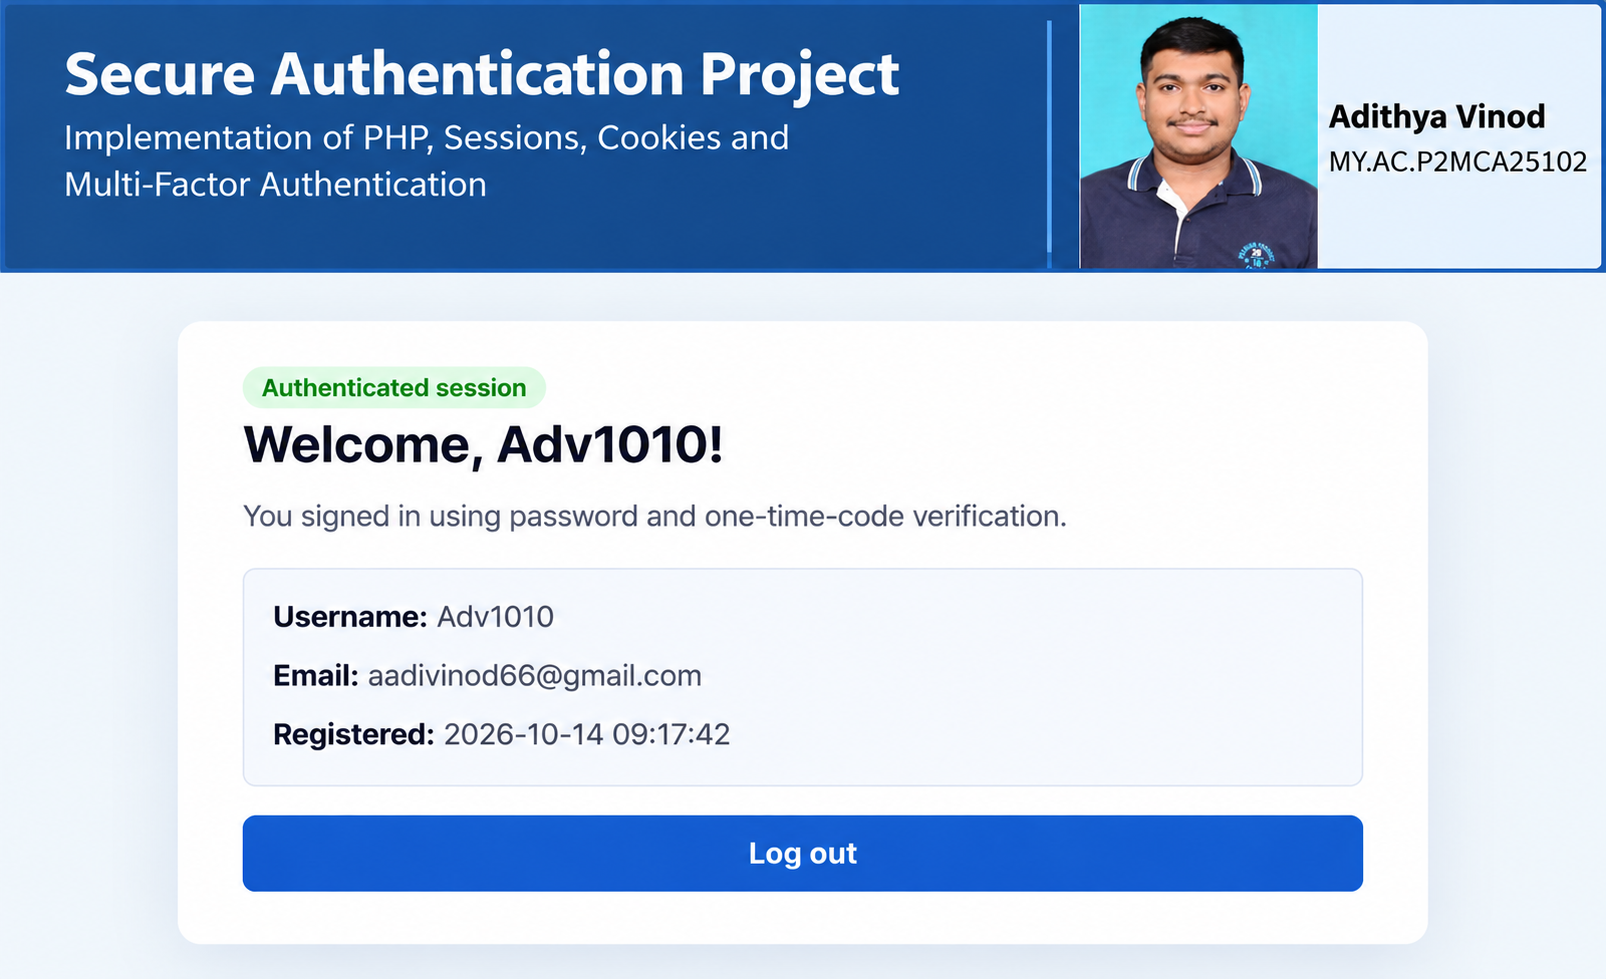 Secure Authentication Project
Implementation of PHP, Sessions, Cookies and
Multi-Factor Authentication
Adithya Vinod
MY.AC.P2MCA25102
Authenticated session
Welcome, Adv1010!
You signed in using password and one-time-code verification.
Username: Adv1010
Email: aadivinod66@gmail.com
Registered: 2026-10-14 09:17:42
Log out